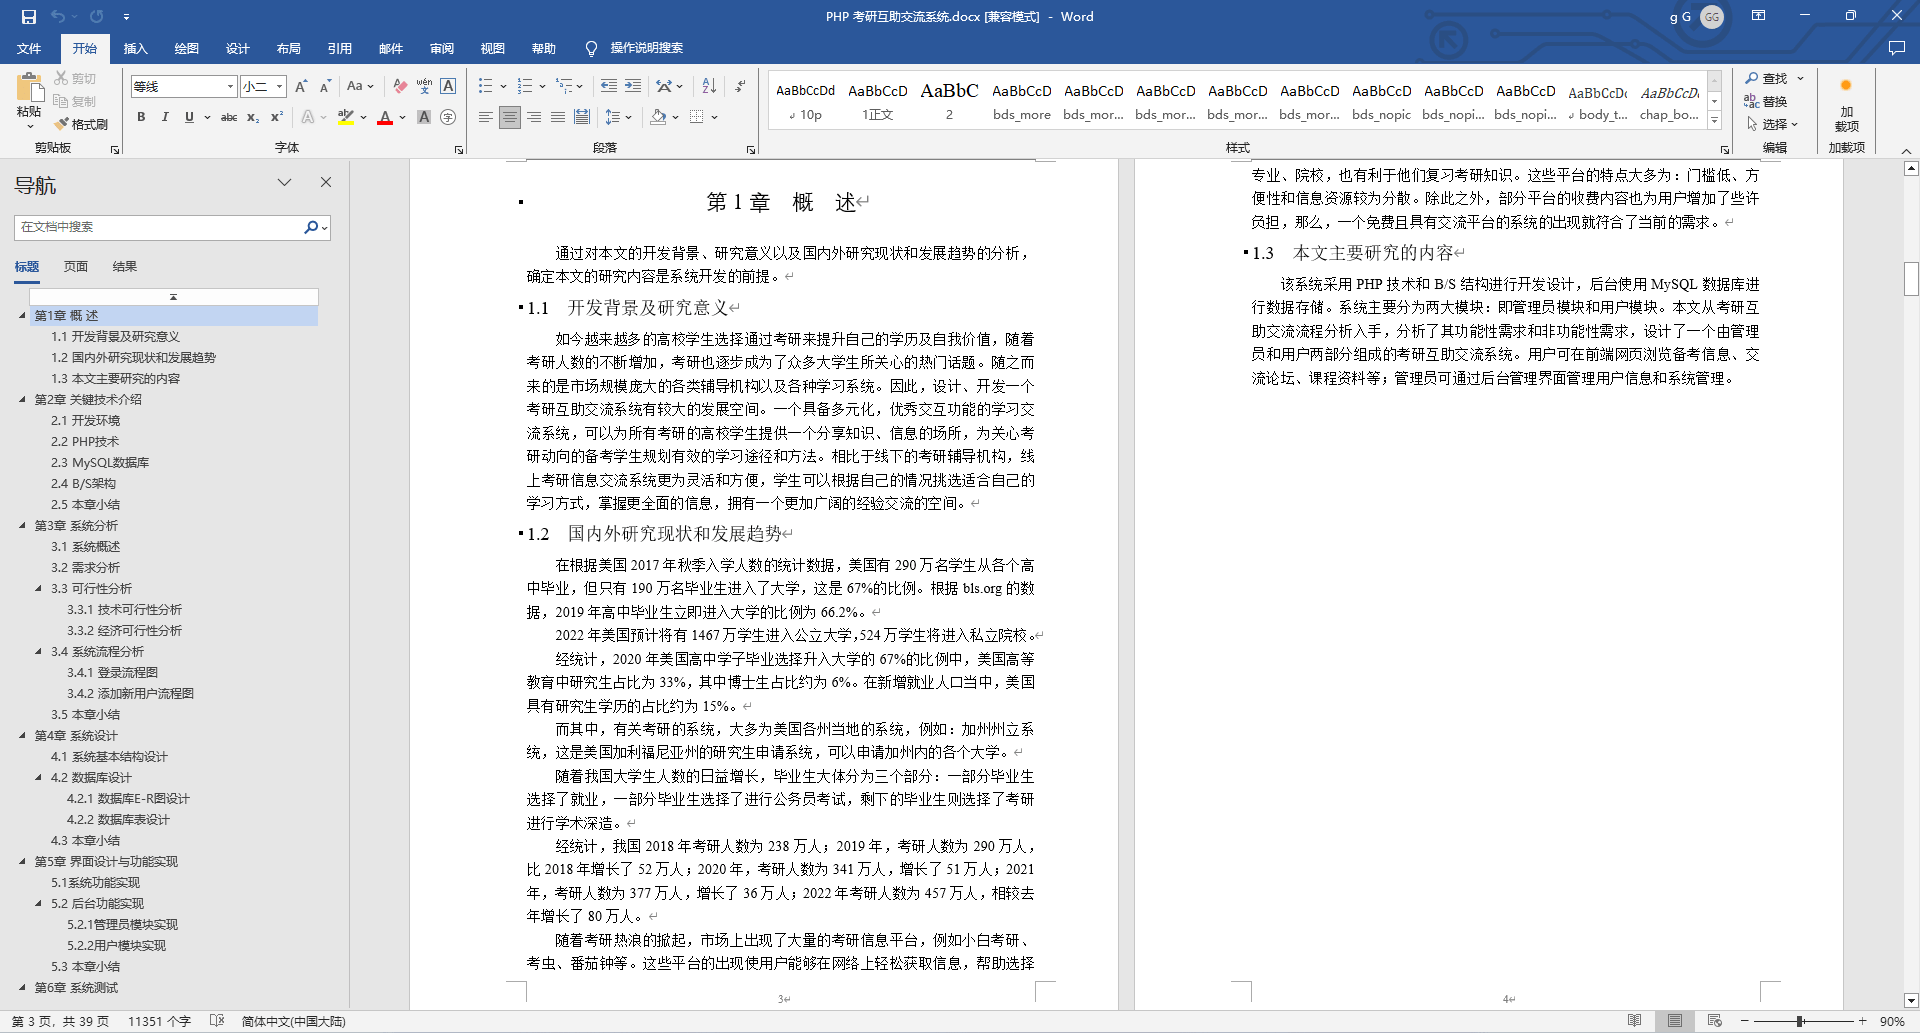 PHP 考研互助交流系统.docx [兼容模式] - Word
g G
GG
文件 开始 插入 绘图 设计 布局 引用 邮件 审阅 视图 帮助 操作说明搜索
粘贴
剪切
复制
格式刷
剪贴板
等线
小二
字体
段落
AaBbCcDd AaBbCcD AaBbC AaBbCcD AaBbCcD AaBbCcD AaBbCcD AaBbCcD AaBbCcD AaBbCcD AaBbCcD AaBbCcDc AaBbCcD
10p 1正文 2 bds_more bds_mor... bds_mor... bds_mor... bds_mor... bds_nopic bds_nopi... bds_nopi... body_t... chap_bo...
样式
查找
替换
选择
编辑
加载项
加载项
导航
在文档中搜索
标题 页面 结果
第1章 概 述
1.1 开发背景及研究意义
1.2 国内外研究现状和发展趋势
1.3 本文主要研究的内容
第2章 关键技术介绍
2.1 开发环境
2.2 PHP技术
2.3 MySQL数据库
2.4 B/S架构
2.5 本章小结
第3章 系统分析
3.1 系统概述
3.2 需求分析
3.3 可行性分析
3.3.1 技术可行性分析
3.3.2 经济可行性分析
3.4 系统流程分析
3.4.1 登录流程图
3.4.2 添加新用户流程图
3.5 本章小结
第4章 系统设计
4.1 系统基本结构设计
4.2 数据库设计
4.2.1 数据库E-R图设计
4.2.2 数据库表设计
4.3 本章小结
第5章 界面设计与功能实现
5.1系统功能实现
5.2 后台功能实现
5.2.1管理员模块实现
5.2.2用户模块实现
5.3 本章小结
第6章 系统测试
第 1 章 概 述
通过对本文的开发背景、研究意义以及国内外研究现状和发展趋势的分析，
确定本文的研究内容是系统开发的前提。
1.1 开发背景及研究意义
如今越来越多的高校学生选择通过考研来提升自己的学历及自我价值，随着
考研人数的不断增加，考研也逐步成为了众多大学生所关心的热门话题。随之而
来的是市场规模庞大的各类辅导机构以及各种学习系统。因此，设计、开发一个
考研互助交流系统有较大的发展空间。一个具备多元化，优秀交互功能的学习交
流系统，可以为所有考研的高校学生提供一个分享知识、信息的场所，为关心考
研动向的备考学生规划有效的学习途径和方法。相比于线下的考研辅导机构，线
上考研信息交流系统更为灵活和方便，学生可以根据自己的情况挑选适合自己的
学习方式，掌握更全面的信息，拥有一个更加广阔的经验交流的空间。
1.2 国内外研究现状和发展趋势
在根据美国 2017 年秋季入学人数的统计数据，美国有 290 万名学生从各个高
中毕业，但只有 190 万名毕业生进入了大学，这是 67%的比例。根据 bls.org 的数
据，2019 年高中毕业生立即进入大学的比例为 66.2%。
2022 年美国预计将有 1467 万学生进入公立大学,524 万学生将进入私立院校。
经统计，2020 年美国高中学子毕业选择升入大学的 67%的比例中，美国高等
教育中研究生占比为 33%，其中博士生占比约为 6%。在新增就业人口当中，美国
具有研究生学历的占比约为 15%。
而其中，有关考研的系统，大多为美国各州当地的系统，例如：加州州立系
统，这是美国加利福尼亚州的研究生申请系统，可以申请加州内的各个大学。
随着我国大学生人数的日益增长，毕业生大体分为三个部分：一部分毕业生
选择了就业，一部分毕业生选择了进行公务员考试，剩下的毕业生则选择了考研
进行学术深造。
经统计，我国 2018 年考研人数为 238 万人；2019 年，考研人数为 290 万人，
比 2018 年增长了 52 万人；2020 年，考研人数为 341 万人，增长了 51 万人；2021
年，考研人数为 377 万人，增长了 36 万人；2022 年考研人数为 457 万人，相较去
年增长了 80 万人。
随着考研热浪的掀起，市场上出现了大量的考研信息平台，例如小白考研、
考虫、番茄钟等。这些平台的出现使用户能够在网络上轻松获取信息，帮助选择
3
专业、院校，也有利于他们复习考研知识。这些平台的特点大多为：门槛低、方
便性和信息资源较为分散。除此之外，部分平台的收费内容也为用户增加了些许
负担，那么，一个免费且具有交流平台的系统的出现就符合了当前的需求。
1.3 本文主要研究的内容
该系统采用 PHP 技术和 B/S 结构进行开发设计，后台使用 MySQL 数据库进
行数据存储。系统主要分为两大模块：即管理员模块和用户模块。本文从考研互
助交流流程分析入手，分析了其功能性需求和非功能性需求，设计了一个由管理
员和用户两部分组成的考研互助交流系统。用户可在前端网页浏览备考信息、交
流论坛、课程资料等；管理员可通过后台管理界面管理用户信息和系统管理。
4
第 3 页，共 39 页 11351 个字 简体中文(中国大陆)
90%